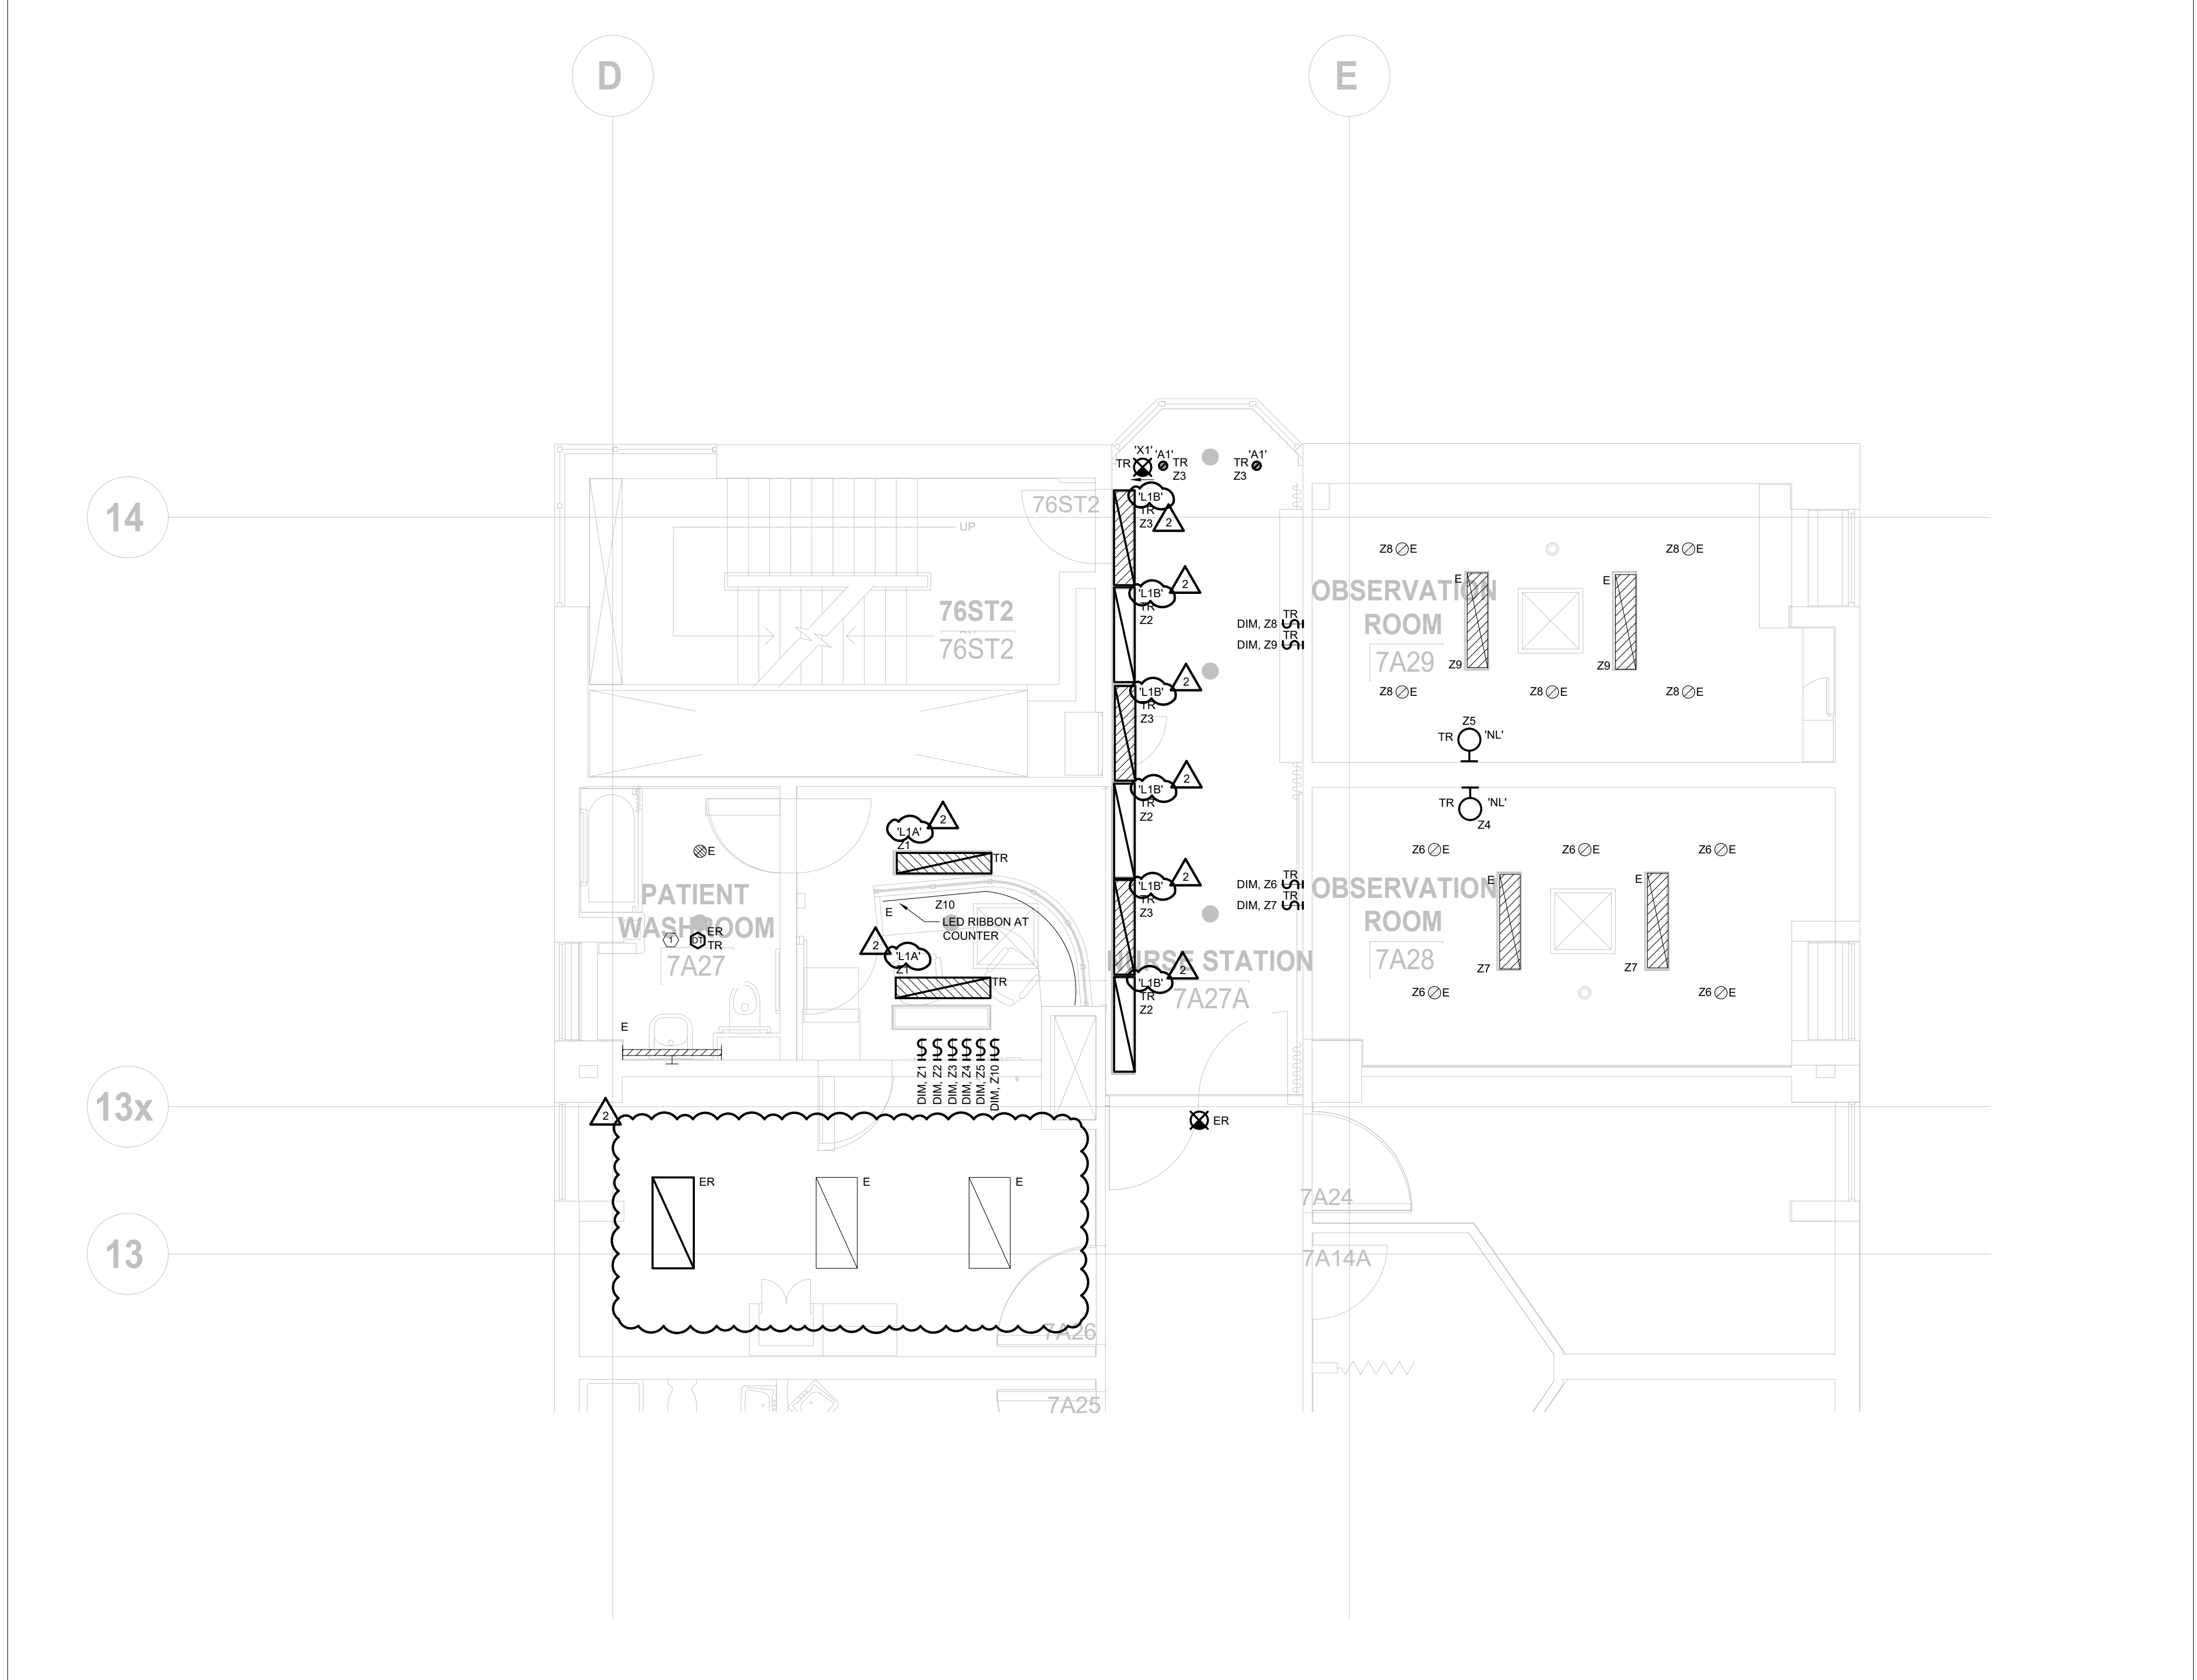 D
E
14
13x
13
'X1'
'A1'
'A1'
TR
TR
Z3
TR
Z3
76ST2
UP
'L1B'
TR
Z3
2
'L1B'
TR
Z2
2
'L1B'
TR
Z3
2
'L1B'
TR
Z2
2
'L1B'
TR
Z3
2
'L1B'
TR
Z2
2
76ST2
76ST2
TR
DIM, Z8 $
TR
DIM, Z9 $
Z8 E
Z8 E
E
E
OBSERVATION
ROOM
7A29
Z9
Z9
Z8 E
Z8 E
Z8 E
Z5
TR 'NL'
TR 'NL'
Z4
Z6 E
Z6 E
Z6 E
TR
DIM, Z6 $
TR
DIM, Z7 $
E
E
OBSERVATION
ROOM
7A28
Z7
Z7
Z6 E
Z6 E
'L1A'
2
Z1
TR
E
PATIENT
WASHROOM
7A27
1
DT
ER
TR
E
Z10
E
LED RIBBON AT
COUNTER
2
'L1A'
Z1
TR
NURSE STATION
7A27A
DIM, Z1 $
DIM, Z2 $
DIM, Z3 $
DIM, Z4 $
DIM, Z5 $
DIM, Z10 $
2
ER
ER
E
E
7A24
7A14A
7A26
7A25